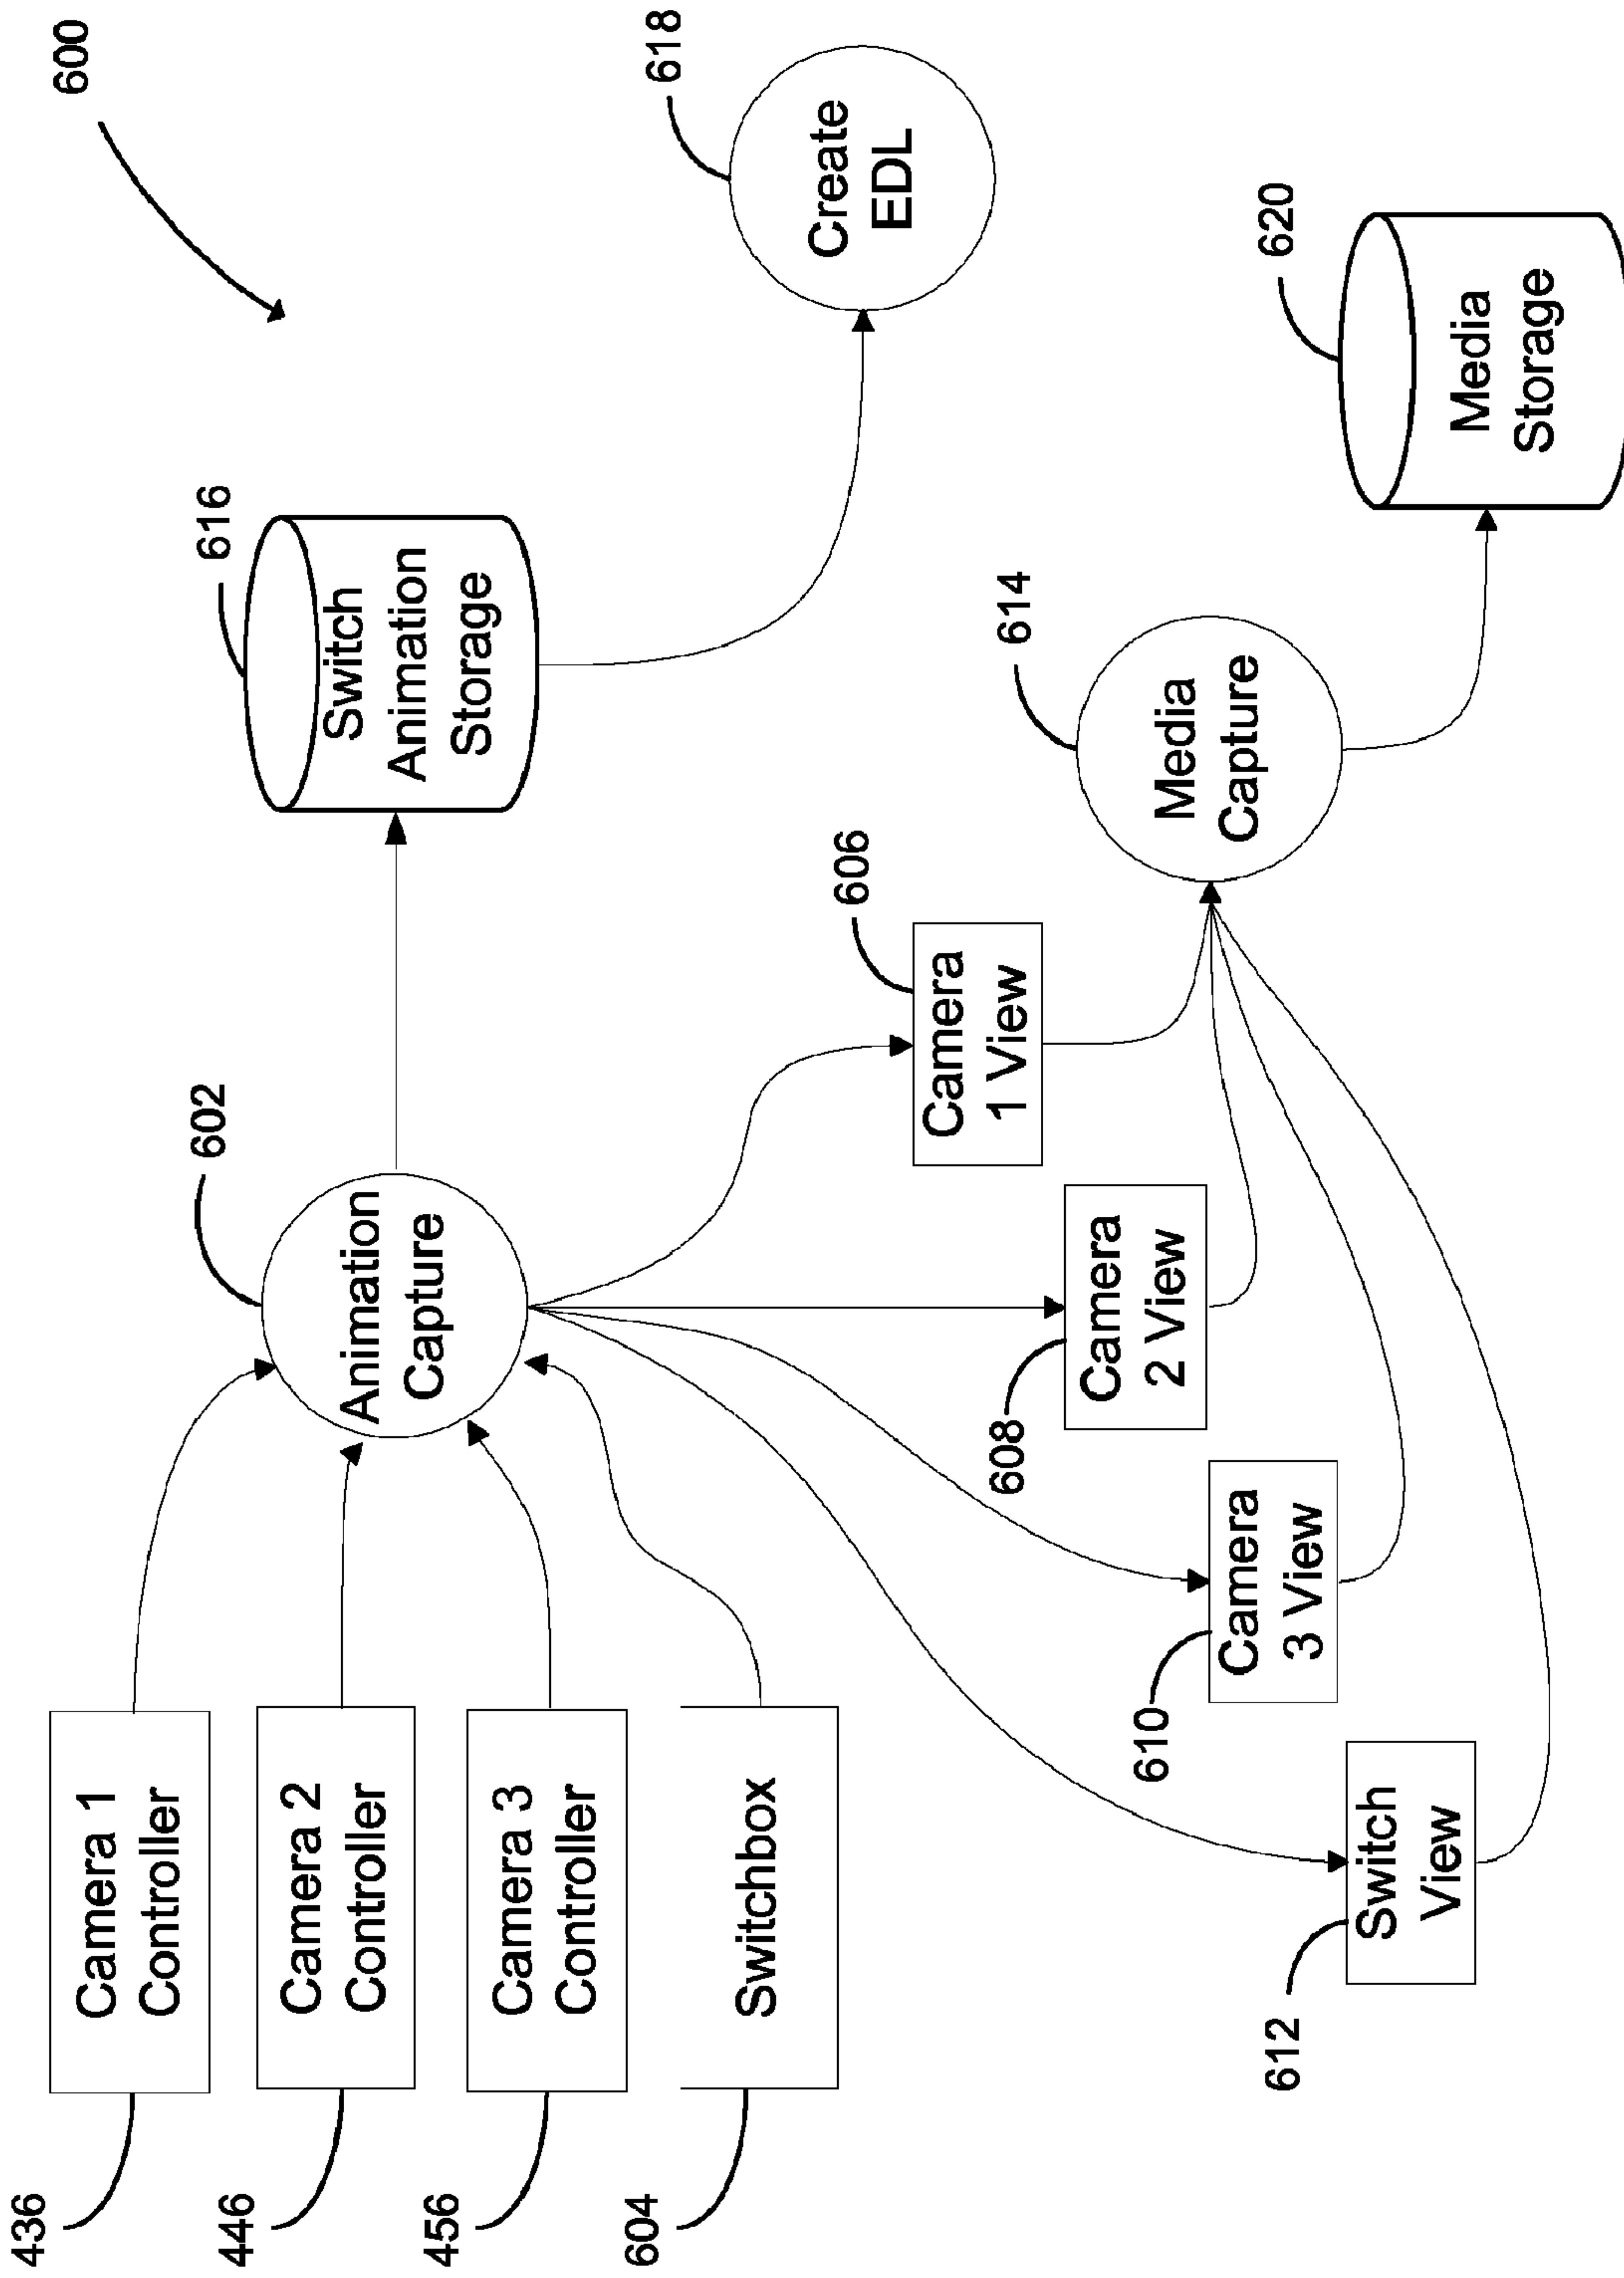 600
436
Camera 1
Controller
446
Camera 2
Controller
456
Camera 3
Controller
604
Switchbox
602
Animation
Capture
616
Switch
Animation
Storage
618
Create
EDL
606
Camera
1 View
608
Camera
2 View
610
Camera
3 View
612
Switch
View
614
Media
Capture
620
Media
Storage